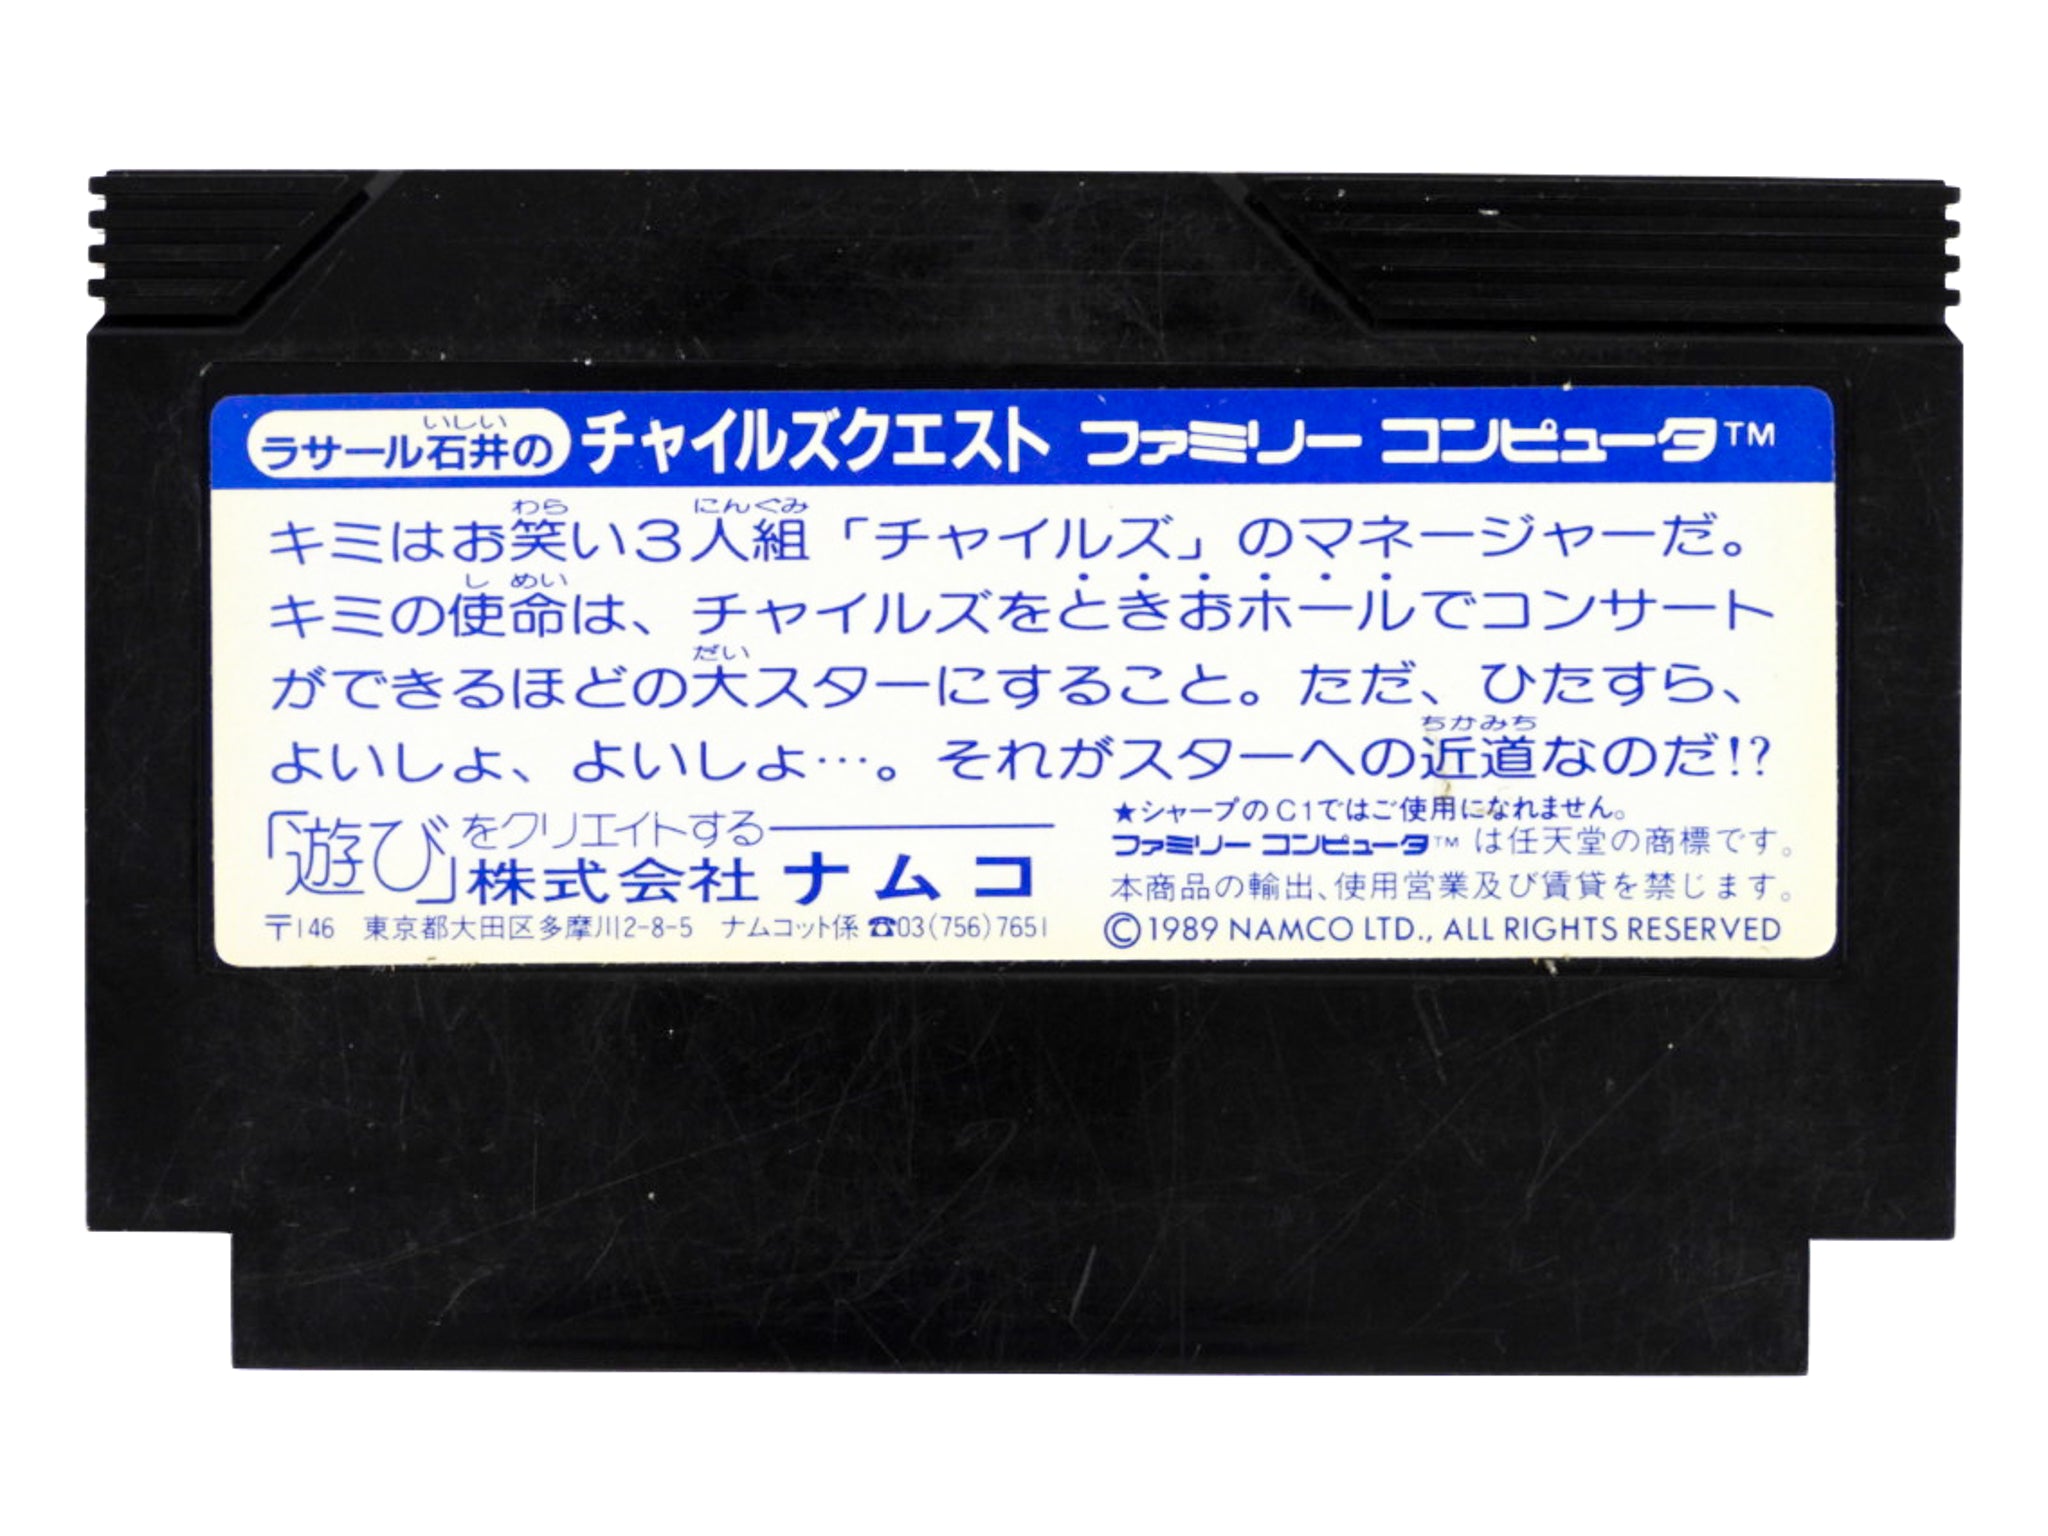 ラサール石井の チャイルズクエスト ファミリー コンピュータTM
キミはお笑い3人組「チャイルズ」のマネージャーだ。
キミの使命は、チャイルズをときおホールでコンサート
ができるほどの大スターにすること。ただ、ひたすら、
よいしょ、よいしょ…。それがスターへの近道なのだ!?
「遊び」をクリエイトする
株式会社 ナムコ
〒146 東京都大田区多摩川2-8-5 ナムコット係 ☎03(756)7651
★シャープのC1ではご使用になれません。
ファミリー コンピュータTM は任天堂の商標です。
本商品の輸出、使用営業及び賃貸を禁じます。
©1989 NAMCO LTD., ALL RIGHTS RESERVED